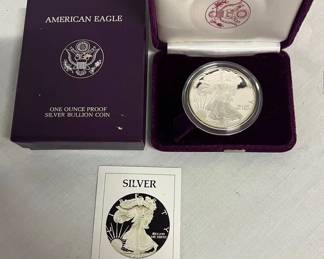 AMERICAN EAGLE
ONE OUNCE PROOF
SILVER BULLION COIN
SILVER